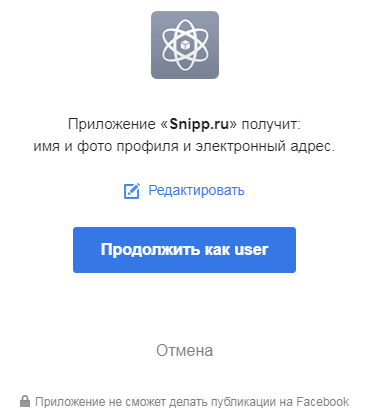 Приложение «Snipp.ru» получит:
имя и фото профиля и электронный адрес.
Редактировать
Продолжить как user
Отмена
Приложение не сможет делать публикации на Facebook